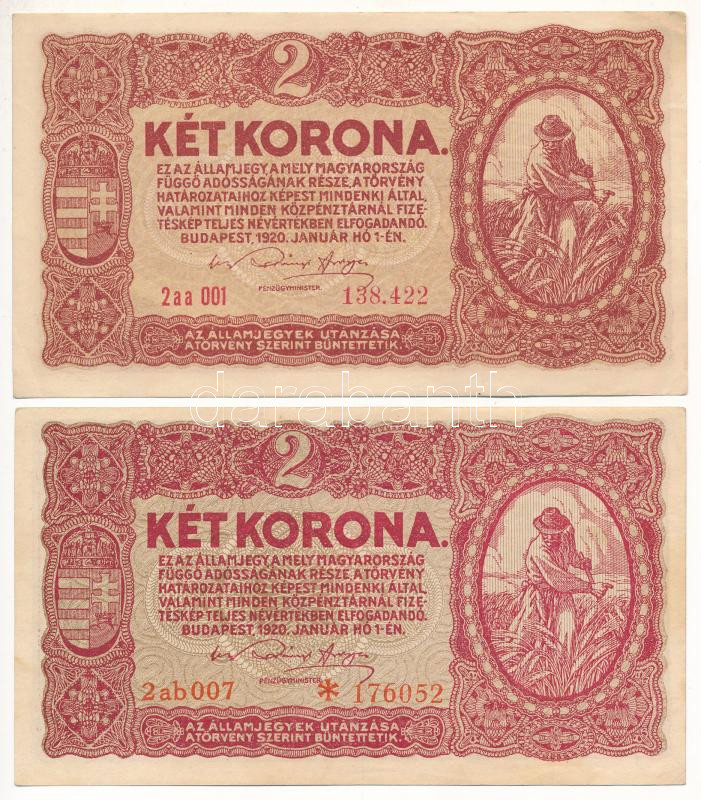 2
KÉT KORONA.
EZ AZ ÁLLAMJEGY, A MELY MAGYARORSZÁG
FÜGGŐ ADÓSSÁGÁNAK RÉSZE, A TÖRVÉNY
HATÁROZATAIHOZ KÉPEST MINDENKI ÁLTAL,
VALAMINT MINDEN KÖZPÉNZTÁRNÁL FIZE-
TÉSKÉP TELJES NÉVÉRTÉKBEN ELFOGADANDÓ.
BUDAPEST, 1920. JANUÁR HÓ 1-ÉN.
PÉNZÜGYMINISTER.
2aa 001 138.422
AZ ÁLLAMJEGYEK UTÁNZÁSA
A TÖRVÉNY SZERINT BÜNTETTETIK.
darabanth
2
KÉT KORONA.
EZ AZ ÁLLAMJEGY, A MELY MAGYARORSZÁG
FÜGGŐ ADÓSSÁGÁNAK RÉSZE, A TÖRVÉNY
HATÁROZATAIHOZ KÉPEST MINDENKI ÁLTAL,
VALAMINT MINDEN KÖZPÉNZTÁRNÁL FIZE-
TÉSKÉP TELJES NÉVÉRTÉKBEN ELFOGADANDÓ.
BUDAPEST, 1920. JANUÁR HÓ 1-ÉN.
PÉNZÜGYMINISTER.
2ab007 * 176052
AZ ÁLLAMJEGYEK UTÁNZÁSA
A TÖRVÉNY SZERINT BÜNTETTETIK.